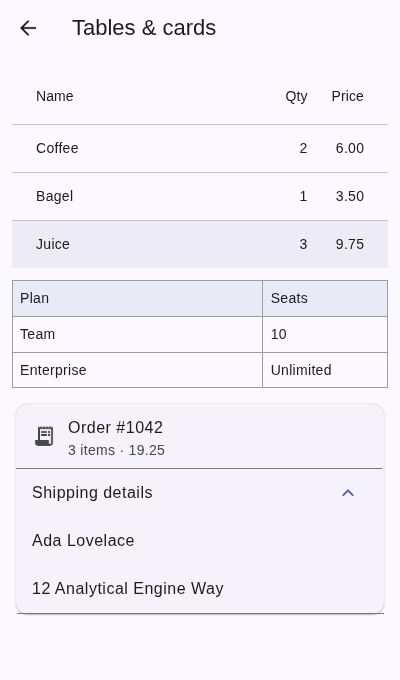 Tables & cards
Name Qty Price
Coffee 2 6.00
Bagel 1 3.50
Juice 3 9.75
Plan Seats
Team 10
Enterprise Unlimited
Order #1042
3 items · 19.25
Shipping details
Ada Lovelace
12 Analytical Engine Way